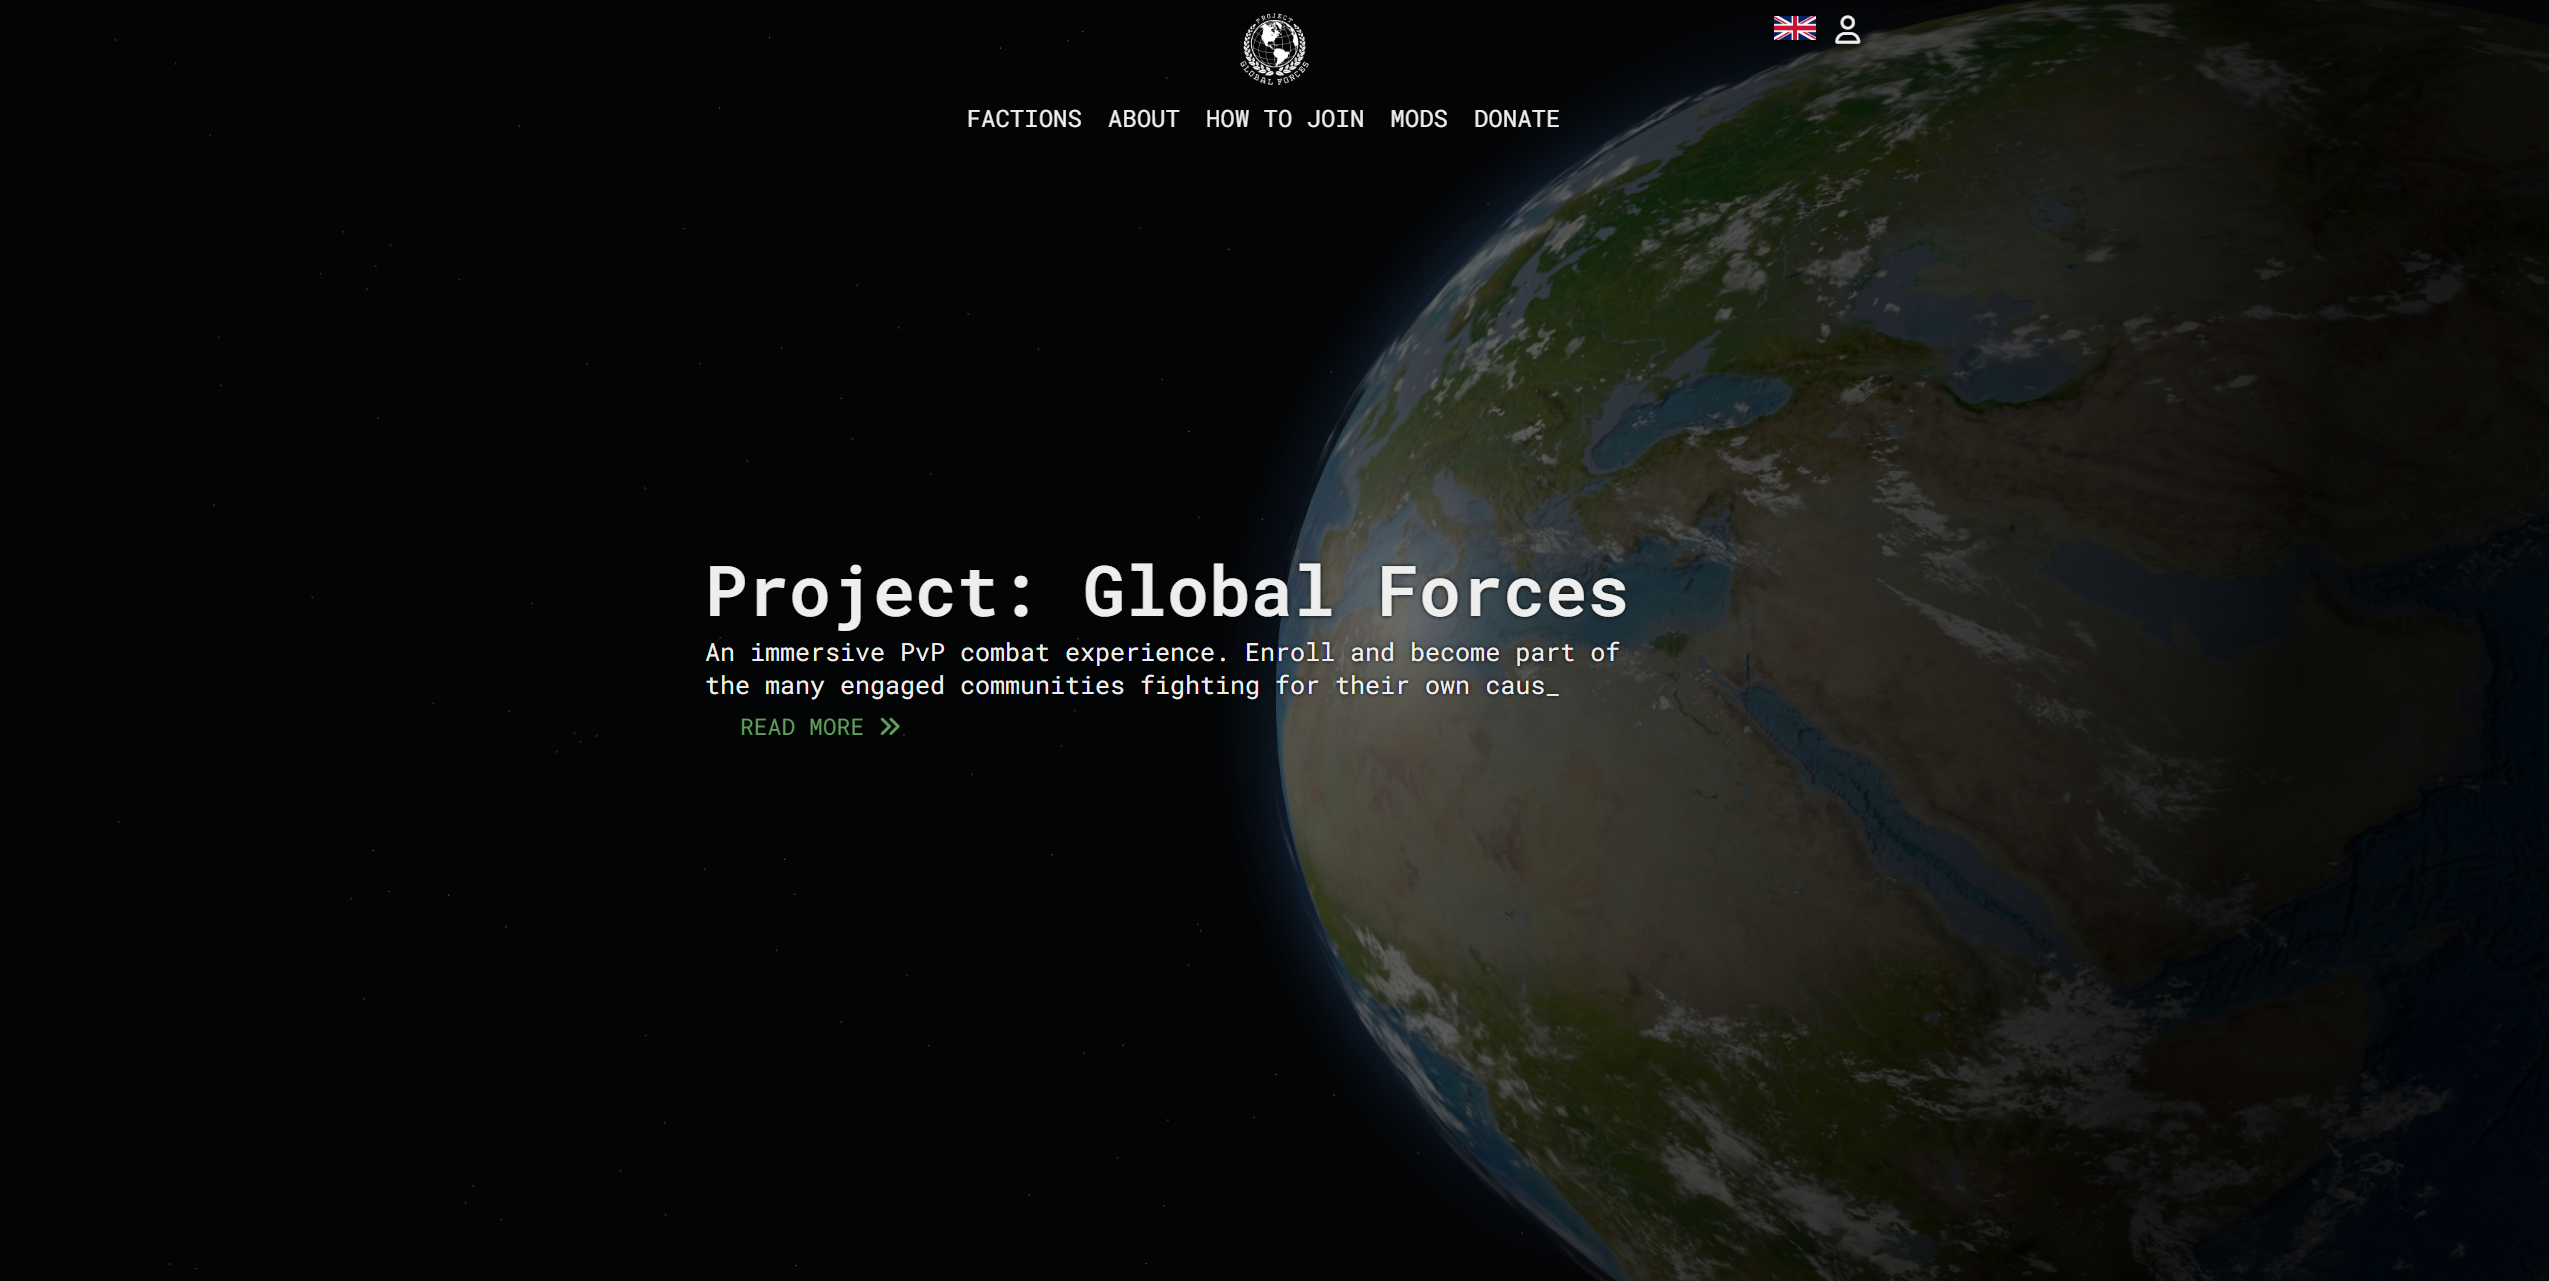 PROJECT
GLOBAL FORCES
FACTIONS ABOUT HOW TO JOIN MODS DONATE
Project: Global Forces
An immersive PvP combat experience. Enroll and become part of
the many engaged communities fighting for their own caus_
READ MORE »